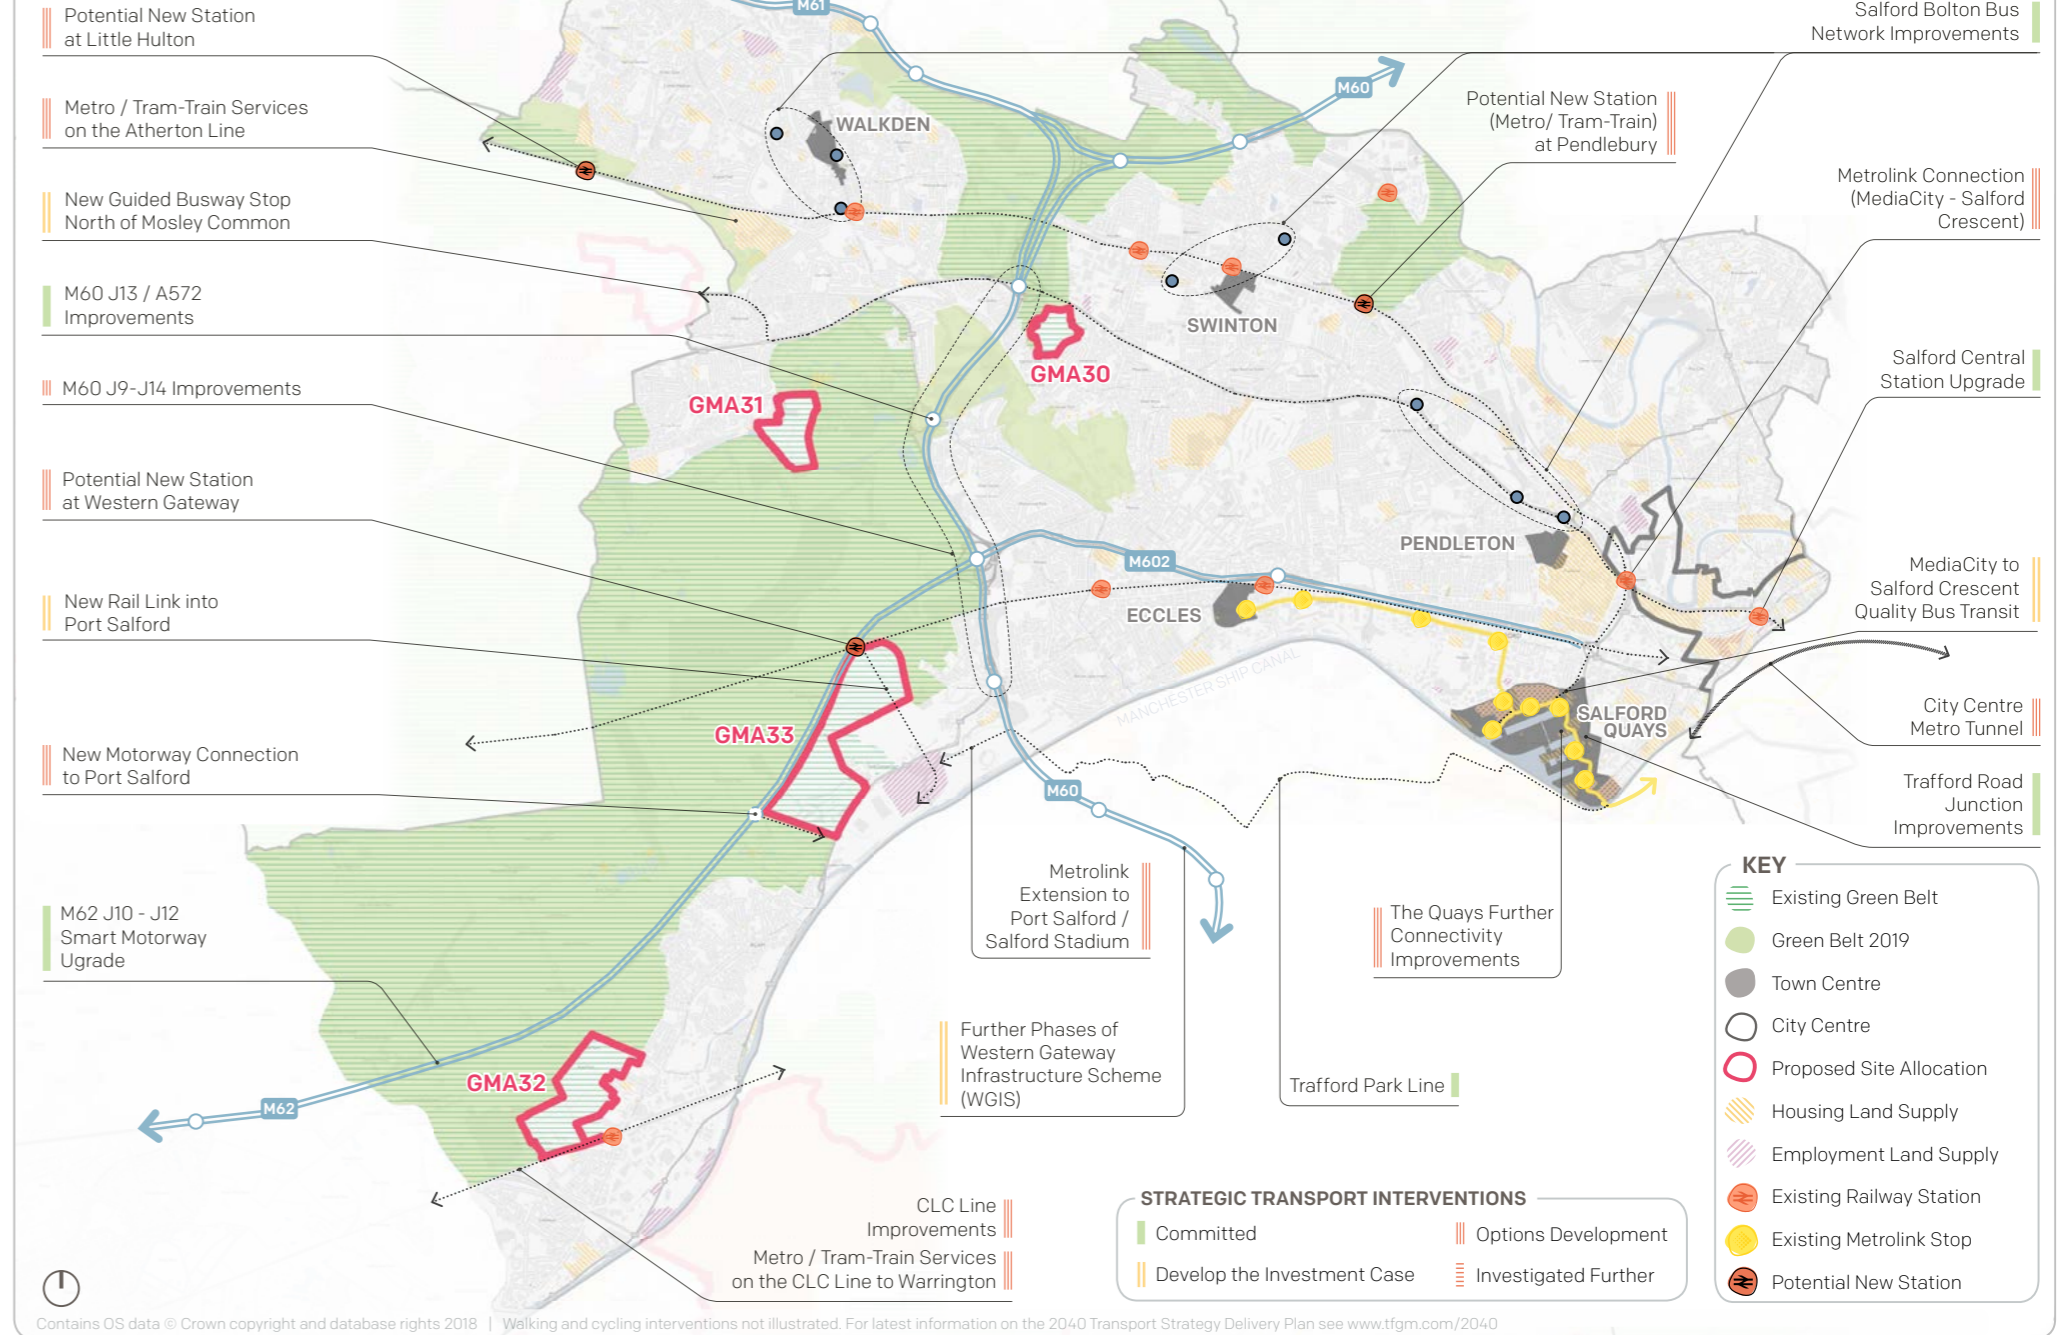 Potential New Station
at Little Hulton
Metro / Tram-Train Services
on the Atherton Line
New Guided Busway Stop
North of Mosley Common
M60 J13 / A572
Improvements
M60 J9-J14 Improvements
Potential New Station
at Western Gateway
New Rail Link into
Port Salford
New Motorway Connection
to Port Salford
M62 J10 - J12
Smart Motorway
Ugrade
M61
M60
WALKDEN
SWINTON
GMA30
GMA31
PENDLETON
M602
ECCLES
MANCHESTER SHIP CANAL
SALFORD
QUAYS
GMA33
M60
GMA32
M62
Salford Bolton Bus
Network Improvements
Potential New Station
(Metro/ Tram-Train)
at Pendlebury
Metrolink Connection
(MediaCity - Salford
Crescent)
Salford Central
Station Upgrade
MediaCity to
Salford Crescent
Quality Bus Transit
City Centre
Metro Tunnel
Trafford Road
Junction
Improvements
Metrolink
Extension to
Port Salford /
Salford Stadium
The Quays Further
Connectivity
Improvements
Further Phases of
Western Gateway
Infrastructure Scheme
(WGIS)
Trafford Park Line
CLC Line
Improvements
Metro / Tram-Train Services
on the CLC Line to Warrington
KEY
Existing Green Belt
Green Belt 2019
Town Centre
City Centre
Proposed Site Allocation
Housing Land Supply
Employment Land Supply
Existing Railway Station
Existing Metrolink Stop
Potential New Station
STRATEGIC TRANSPORT INTERVENTIONS
Committed
Options Development
Develop the Investment Case
Investigated Further
Contains OS data © Crown copyright and database rights 2018 | Walking and cycling interventions not illustrated. For latest information on the 2040 Transport Strategy Delivery Plan see www.tfgm.com/2040